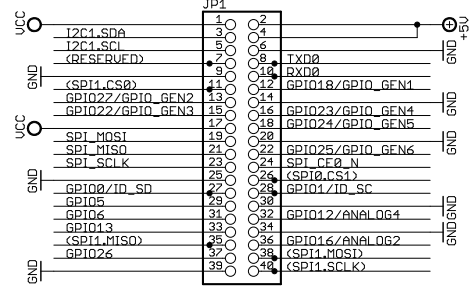 JP1
VCC 1 2 +5V
I2C1.SDA 3 4
I2C1.SCL 5 6 GND
(RESERVED) 7 8 TXD0
GND 9 10 RXD0
(SPI1.CS0) 11 12 GPIO18/GPIO_GEN1
GPIO27/GPIO_GEN2 13 14 GND
GPIO22/GPIO_GEN3 15 16 GPIO23/GPIO_GEN4
VCC 17 18 GPIO24/GPIO_GEN5
SPI_MOSI 19 20 GND
SPI_MISO 21 22 GPIO25/GPIO_GEN6
SPI_SCLK 23 24 SPI_CE0_N
GND 25 26 (SPI0.CS1)
GPIO0/ID_SD 27 28 GPIO1/ID_SC
GPIO5 29 30 GND
GPIO6 31 32 GPIO12/ANALOG4
GPIO13 33 34 GND
(SPI1.MISO) 35 36 GPIO16/ANALOG2
GPIO26 37 38 (SPI1.MOSI)
GND 39 40 (SPI1.SCLK)